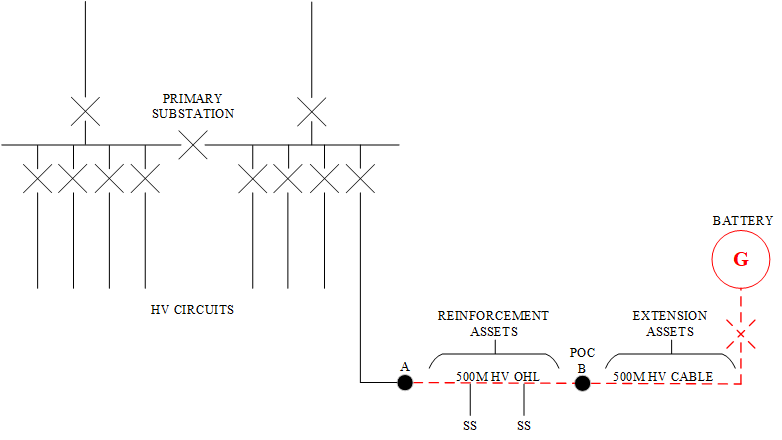 PRIMARY
SUBSTATION
HV CIRCUITS
BATTERY
G
REINFORCEMENT
ASSETS
EXTENSION
ASSETS
A
500M HV OHL
POC
B
500M HV CABLE
SS
SS